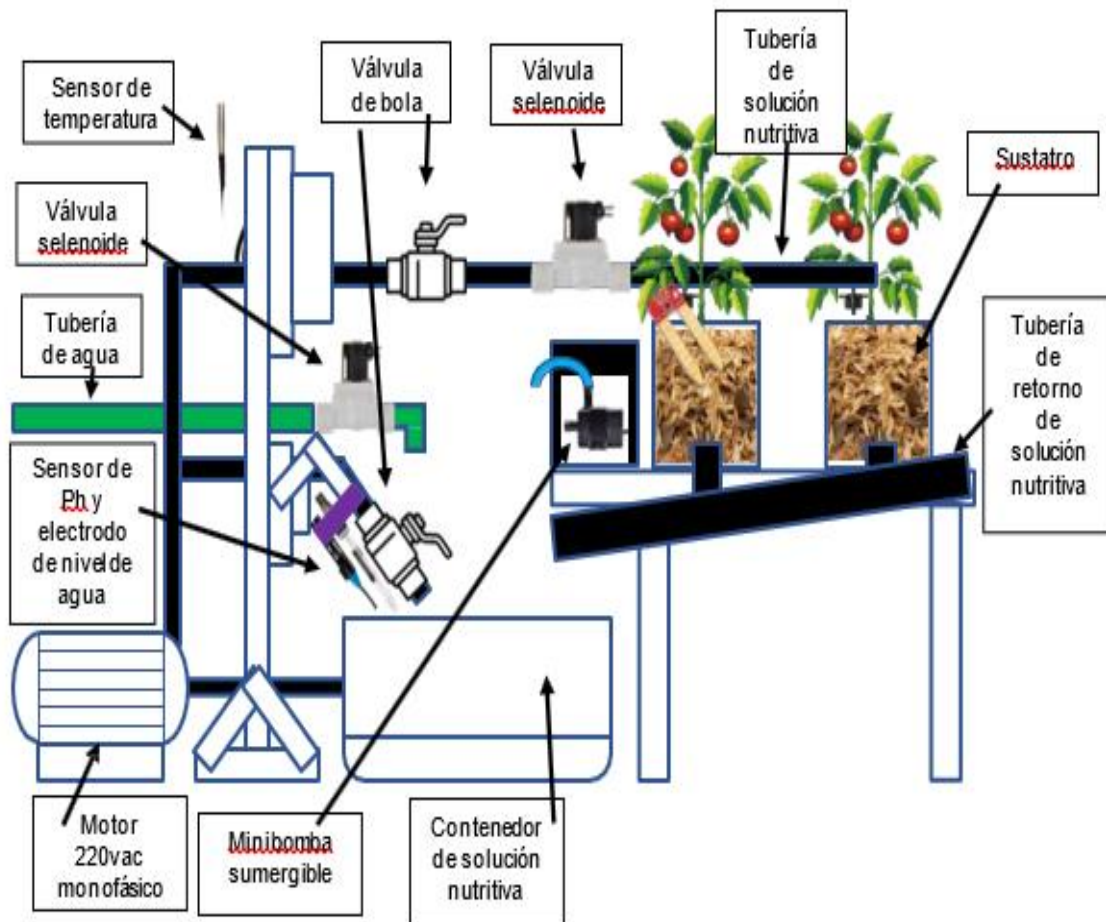 Sensor de
temperatura
Válvula
de bola
Válvula
selenoide
Tubería
de
solución
nutritiva
Sustatro
Válvula
selenoide
Tubería
de agua
Tubería
de
retorno
de
solución
nutritiva
Sensor de
Ph y
electrodo
de nivel de
agua
Motor
220vac
monofásico
Minibomba
sumergible
Contenedor
de solución
nutritiva